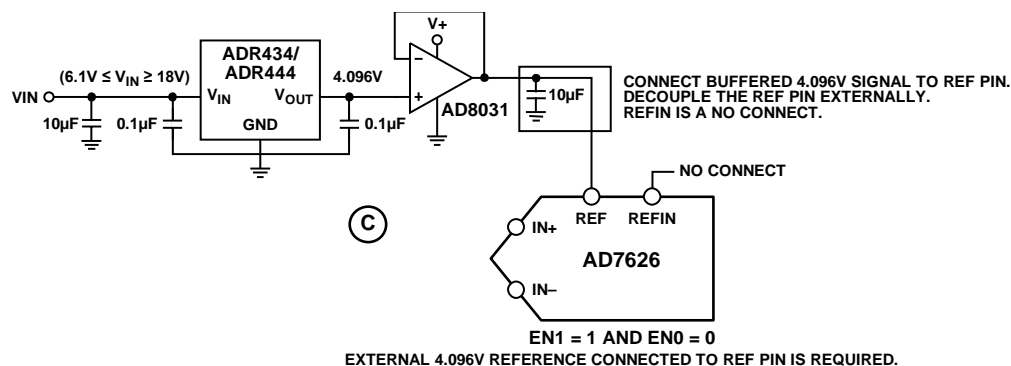 V+
ADR434/
ADR444
(6.1V ≤ VIN ≥ 18V)
4.096V
VIN
VIN
VOUT
GND
10µF
0.1µF
0.1µF
−
+
AD8031
10µF
CONNECT BUFFERED 4.096V SIGNAL TO REF PIN.
DECOUPLE THE REF PIN EXTERNALLY.
REFIN IS A NO CONNECT.
NO CONNECT
C
REF
REFIN
IN+
AD7626
IN–
EN1 = 1 AND EN0 = 0
EXTERNAL 4.096V REFERENCE CONNECTED TO REF PIN IS REQUIRED.